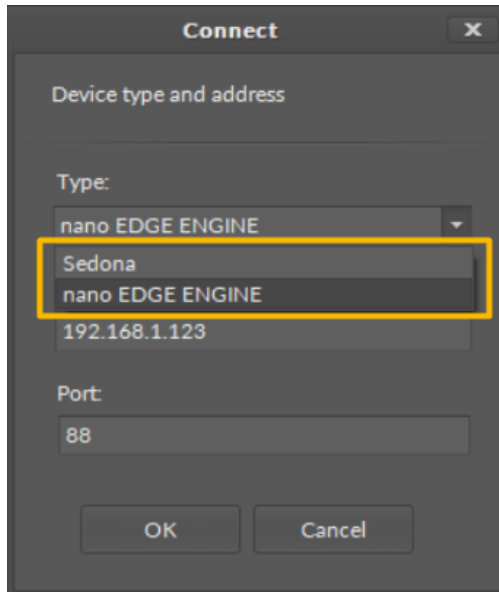 Connect
x
Device type and address
Type:
nano EDGE ENGINE
Sedona
nano EDGE ENGINE
192.168.1.123
Port:
88
OK
Cancel